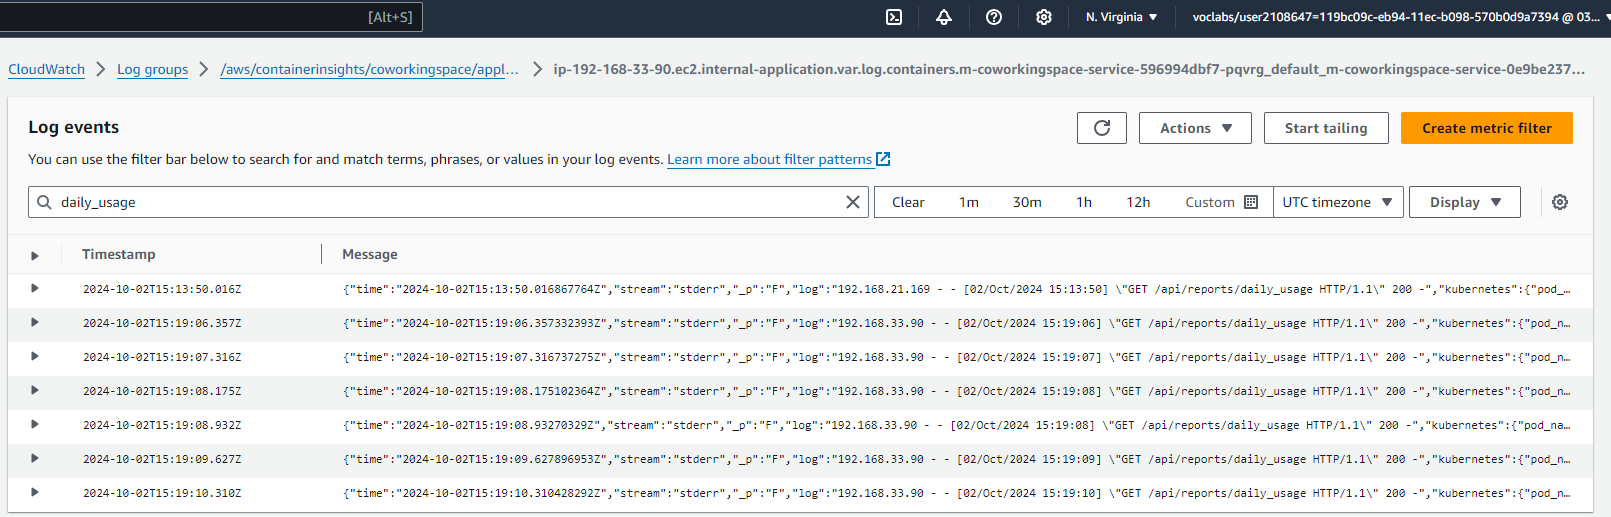 [Alt+S] N. Virginia voclabs/user2108647=119bc09c-eb94-11ec-b098-570b0d9a7394 @ 03...
CloudWatch Log groups /aws/containerinsights/coworkingspace/appl... ip-192-168-33-90.ec2.internal-application.var.log.containers.m-coworkingspace-service-596994dbf7-pqvrg_default_m-coworkingspace-service-0e9be237...
Log events Actions Start tailing Create metric filter
You can use the filter bar below to search for and match terms, phrases, or values in your log events. Learn more about filter patterns
daily_usage Clear 1m 30m 1h 12h Custom UTC timezone Display
Timestamp Message
2024-10-02T15:13:50.016Z {"time":"2024-10-02T15:13:50.016867764Z","stream":"stderr","_p":"F","log":"192.168.21.169 - - [02/Oct/2024 15:13:50] \"GET /api/reports/daily_usage HTTP/1.1\" 200 -","kubernetes":{"pod_…
2024-10-02T15:19:06.357Z {"time":"2024-10-02T15:19:06.357332393Z","stream":"stderr","_p":"F","log":"192.168.33.90 - - [02/Oct/2024 15:19:06] \"GET /api/reports/daily_usage HTTP/1.1\" 200 -","kubernetes":{"pod_n…
2024-10-02T15:19:07.316Z {"time":"2024-10-02T15:19:07.316737275Z","stream":"stderr","_p":"F","log":"192.168.33.90 - - [02/Oct/2024 15:19:07] \"GET /api/reports/daily_usage HTTP/1.1\" 200 -","kubernetes":{"pod_n…
2024-10-02T15:19:08.175Z {"time":"2024-10-02T15:19:08.175102364Z","stream":"stderr","_p":"F","log":"192.168.33.90 - - [02/Oct/2024 15:19:08] \"GET /api/reports/daily_usage HTTP/1.1\" 200 -","kubernetes":{"pod_n…
2024-10-02T15:19:08.932Z {"time":"2024-10-02T15:19:08.93270329Z","stream":"stderr","_p":"F","log":"192.168.33.90 - - [02/Oct/2024 15:19:08] \"GET /api/reports/daily_usage HTTP/1.1\" 200 -","kubernetes":{"pod_na…
2024-10-02T15:19:09.627Z {"time":"2024-10-02T15:19:09.627896953Z","stream":"stderr","_p":"F","log":"192.168.33.90 - - [02/Oct/2024 15:19:09] \"GET /api/reports/daily_usage HTTP/1.1\" 200 -","kubernetes":{"pod_n…
2024-10-02T15:19:10.310Z {"time":"2024-10-02T15:19:10.310428292Z","stream":"stderr","_p":"F","log":"192.168.33.90 - - [02/Oct/2024 15:19:10] \"GET /api/reports/daily_usage HTTP/1.1\" 200 -","kubernetes":{"pod_n…